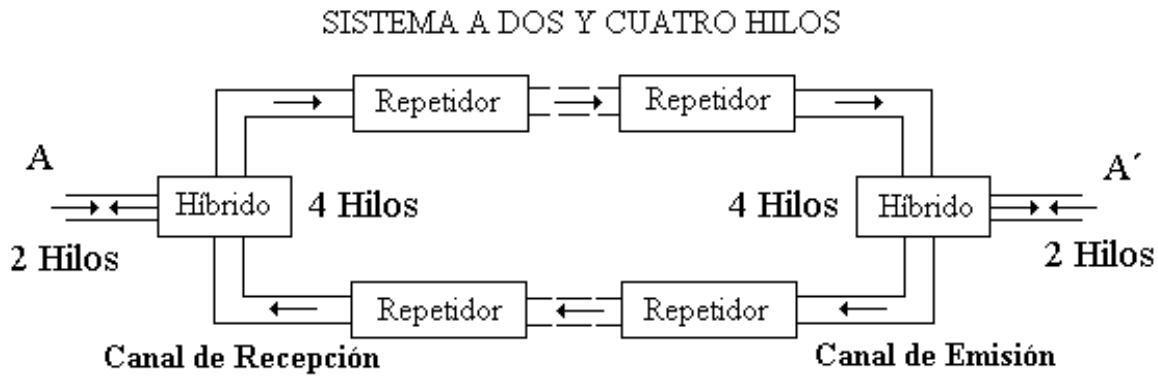 SISTEMA A DOS Y CUATRO HILOS
Repetidor
Repetidor
A
A´
Híbrido
4 Hilos
4 Hilos
Híbrido
2 Hilos
2 Hilos
Repetidor
Repetidor
Canal de Recepción
Canal de Emisión